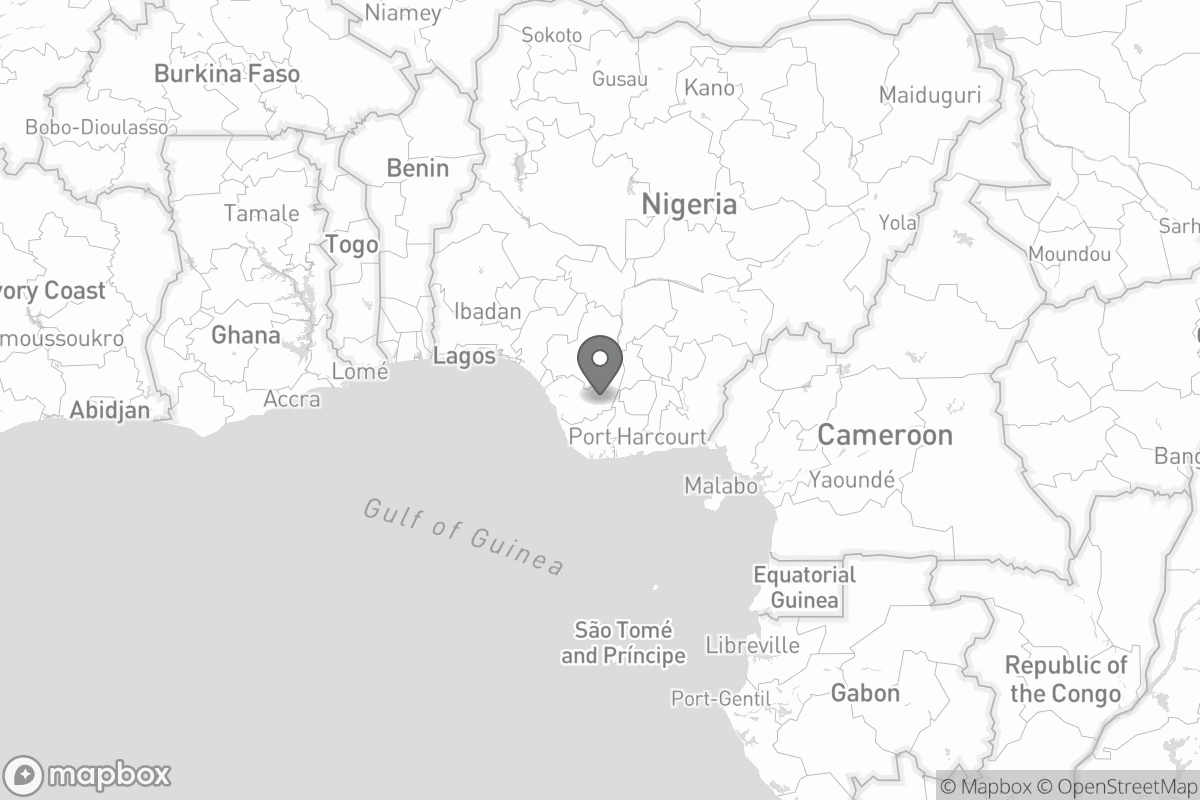 Niamey
Sokoto
Burkina Faso
Gusau
Kano
Maiduguri
Bobo-Dioulasso
Benin
Nigeria
Tamale
Togo
Yola
Sarh
Moundou
vory Coast
Ibadan
Ghana
moussoukro
Lagos
Lomé
Accra
Abidjan
Port Harcourt
Cameroon
Bang
Yaoundé
Malabo
Gulf of Guinea
Equatorial
Guinea
São Tomé
and Príncipe
Libreville
Republic of
the Congo
Port-Gentil
Gabon
mapbox
© Mapbox © OpenStreetMap